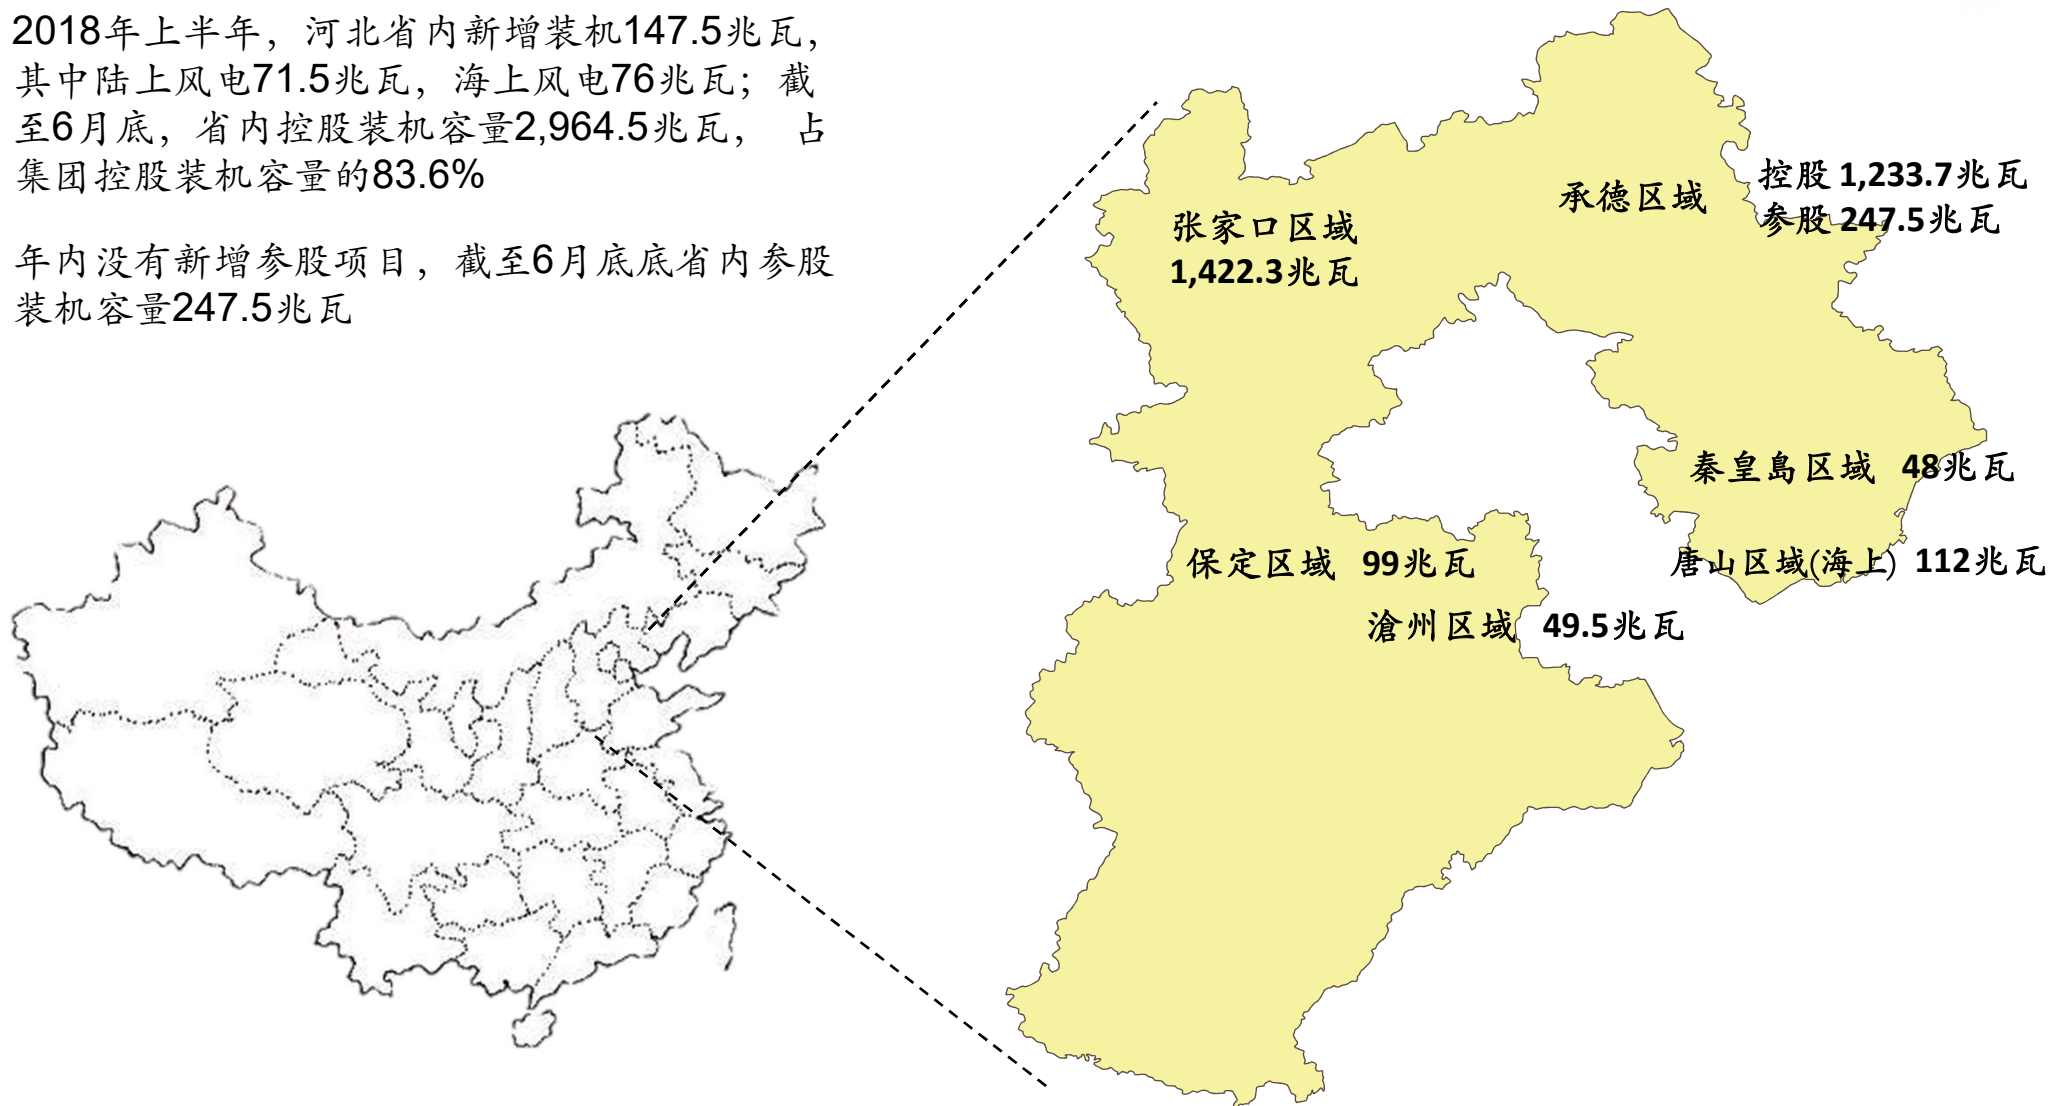 2018年上半年，河北省内新增装机147.5兆瓦，
其中陆上风电71.5兆瓦，海上风电76兆瓦；截
至6月底，省内控股装机容量2,964.5兆瓦， 占
集团控股装机容量的83.6%
年内没有新增参股项目，截至6月底底省内参股
装机容量247.5兆瓦
承德区域
控股 1,233.7兆瓦
参股 247.5兆瓦
张家口区域
1,422.3兆瓦
秦皇島区域 48兆瓦
保定区域 99兆瓦
唐山区域(海上) 112兆瓦
滄州区域 49.5兆瓦